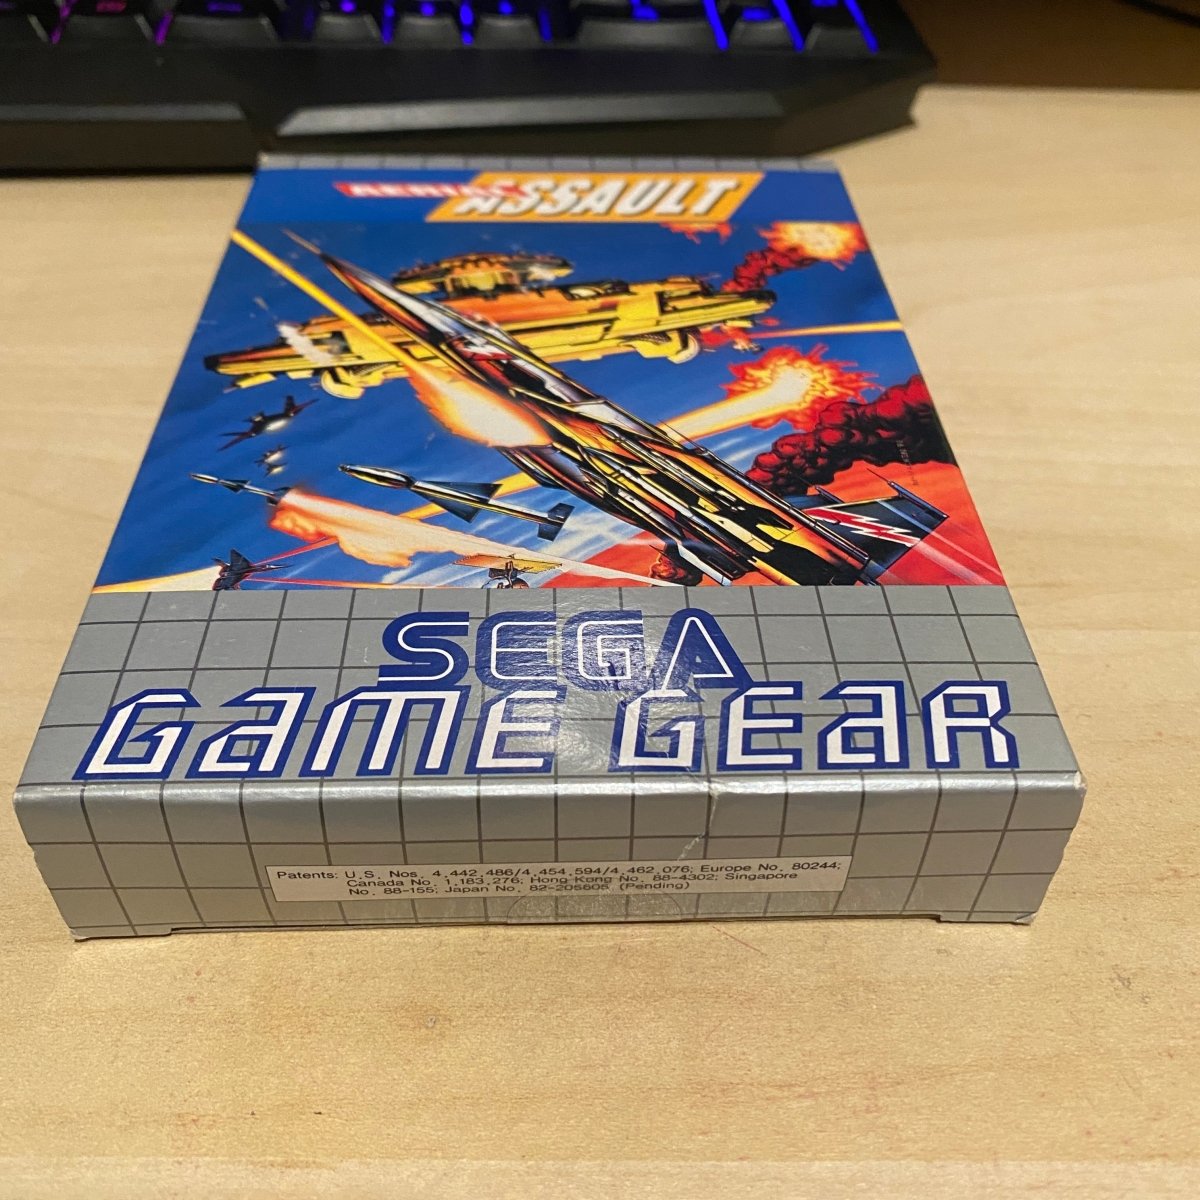 AERIAL ASSAULT
SEGA
GAME GEAR
Patents: U.S. Nos. 4,442,486/4,454,594/4,462,076; Europe No. 80244;
Canada No. 1,183,276; Hong Kong No. 88-4302; Singapore
No. 88-155; Japan No. 82-205605 (Pending)